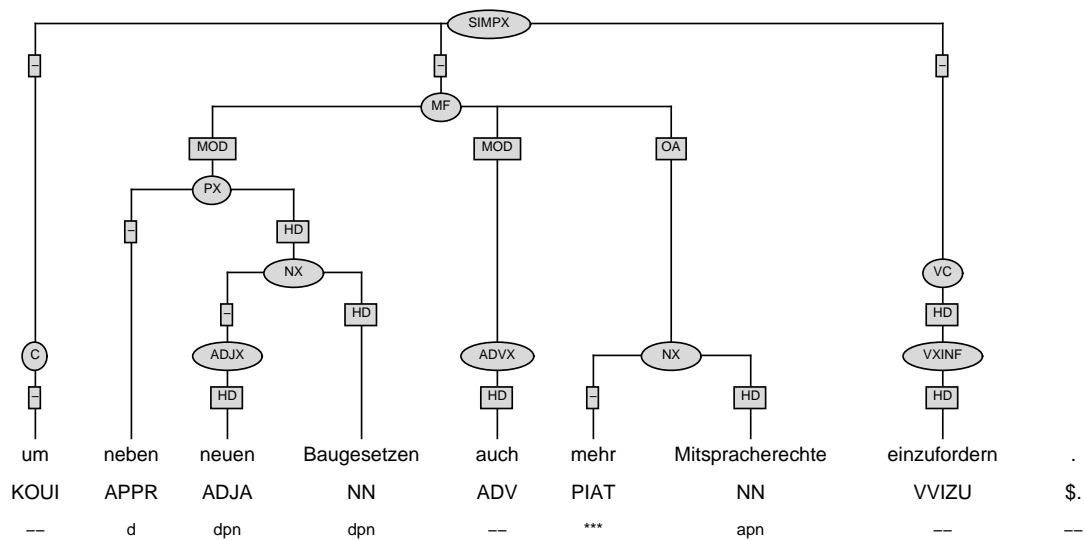 SIMPX
– – –
MF
MOD MOD OA
PX
– HD
NX VC
– HD HD
C ADJX ADVX NX VXINF
– HD HD – HD HD
um neben neuen Baugesetzen auch mehr Mitspracherechte einzufordern .
KOUI APPR ADJA NN ADV PIAT NN VVIZU $.
–– d dpn dpn –– *** apn –– ––